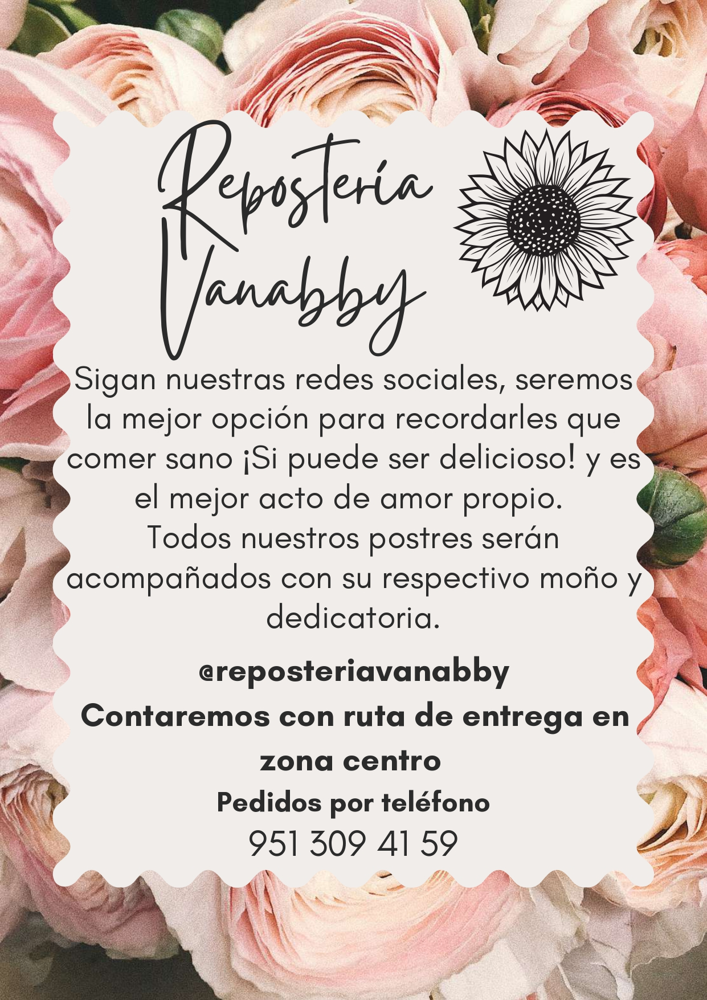 Repostería
Vanabby
Sigan nuestras redes sociales, seremos
la mejor opción para recordarles que
comer sano ¡Si puede ser delicioso! y es
el mejor acto de amor propio.
Todos nuestros postres serán
acompañados con su respectivo moño y
dedicatoria.
@reposteriavanabby
Contaremos con ruta de entrega en
zona centro
Pedidos por teléfono
951 309 41 59